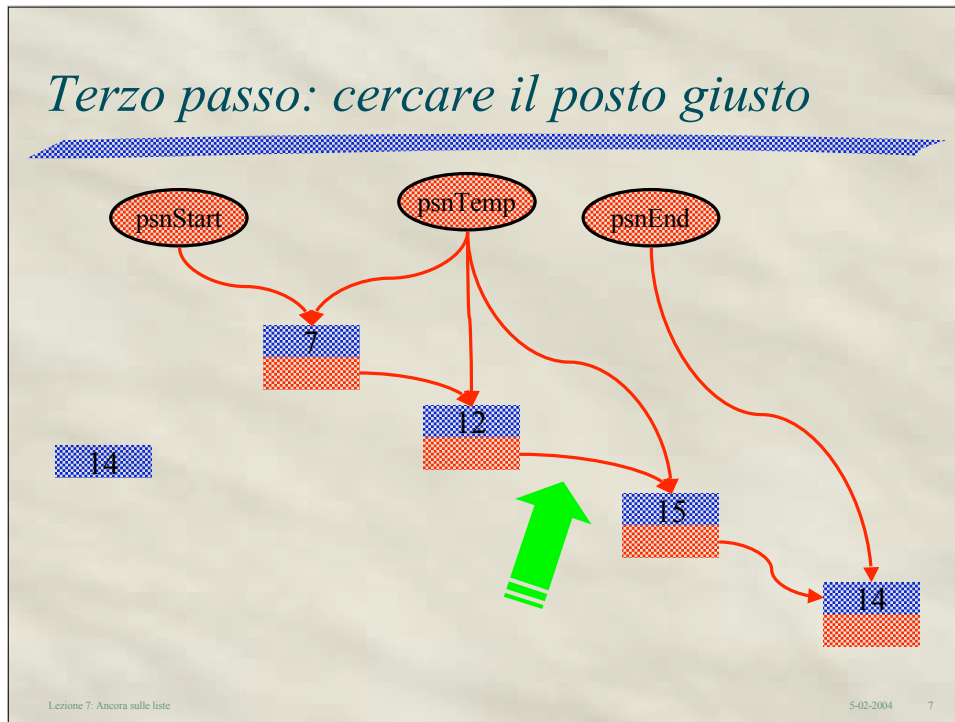 Terzo passo: cercare il posto giusto
psnStart
psnTemp
psnEnd
7
12
14
15
14
Lezione 7: Ancora sulle liste
5-02-2004
7